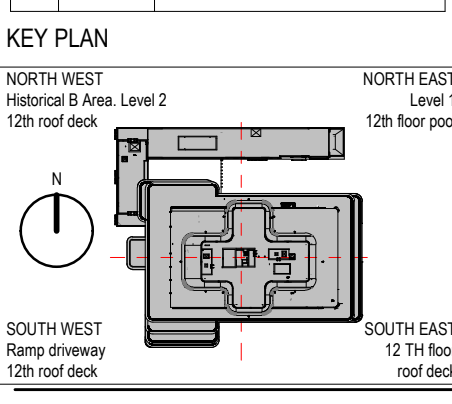 KEY PLAN
NORTH WEST
Historical B Area. Level 2
12th roof deck
NORTH EAST
Level 1
12th floor poo
N
SOUTH WEST
Ramp driveway
12th roof deck
SOUTH EAST
12 TH floo
roof deck